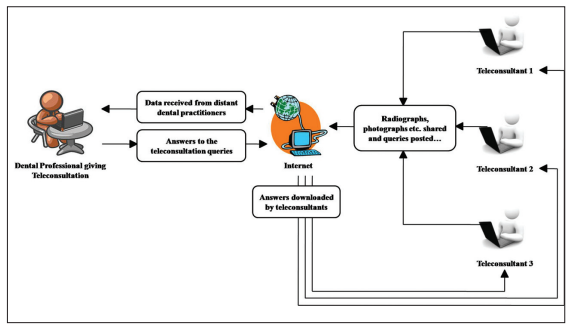 Teleconsultant 1
Data received from distant
dental practitioners
Radiographs,
photographs etc. shared
and queries posted...
Answers to the
teleconsultation queries
Dental Professional giving
Teleconsultation
Internet
Teleconsultant 2
Answers downloaded
by teleconsultants
Teleconsultant 3